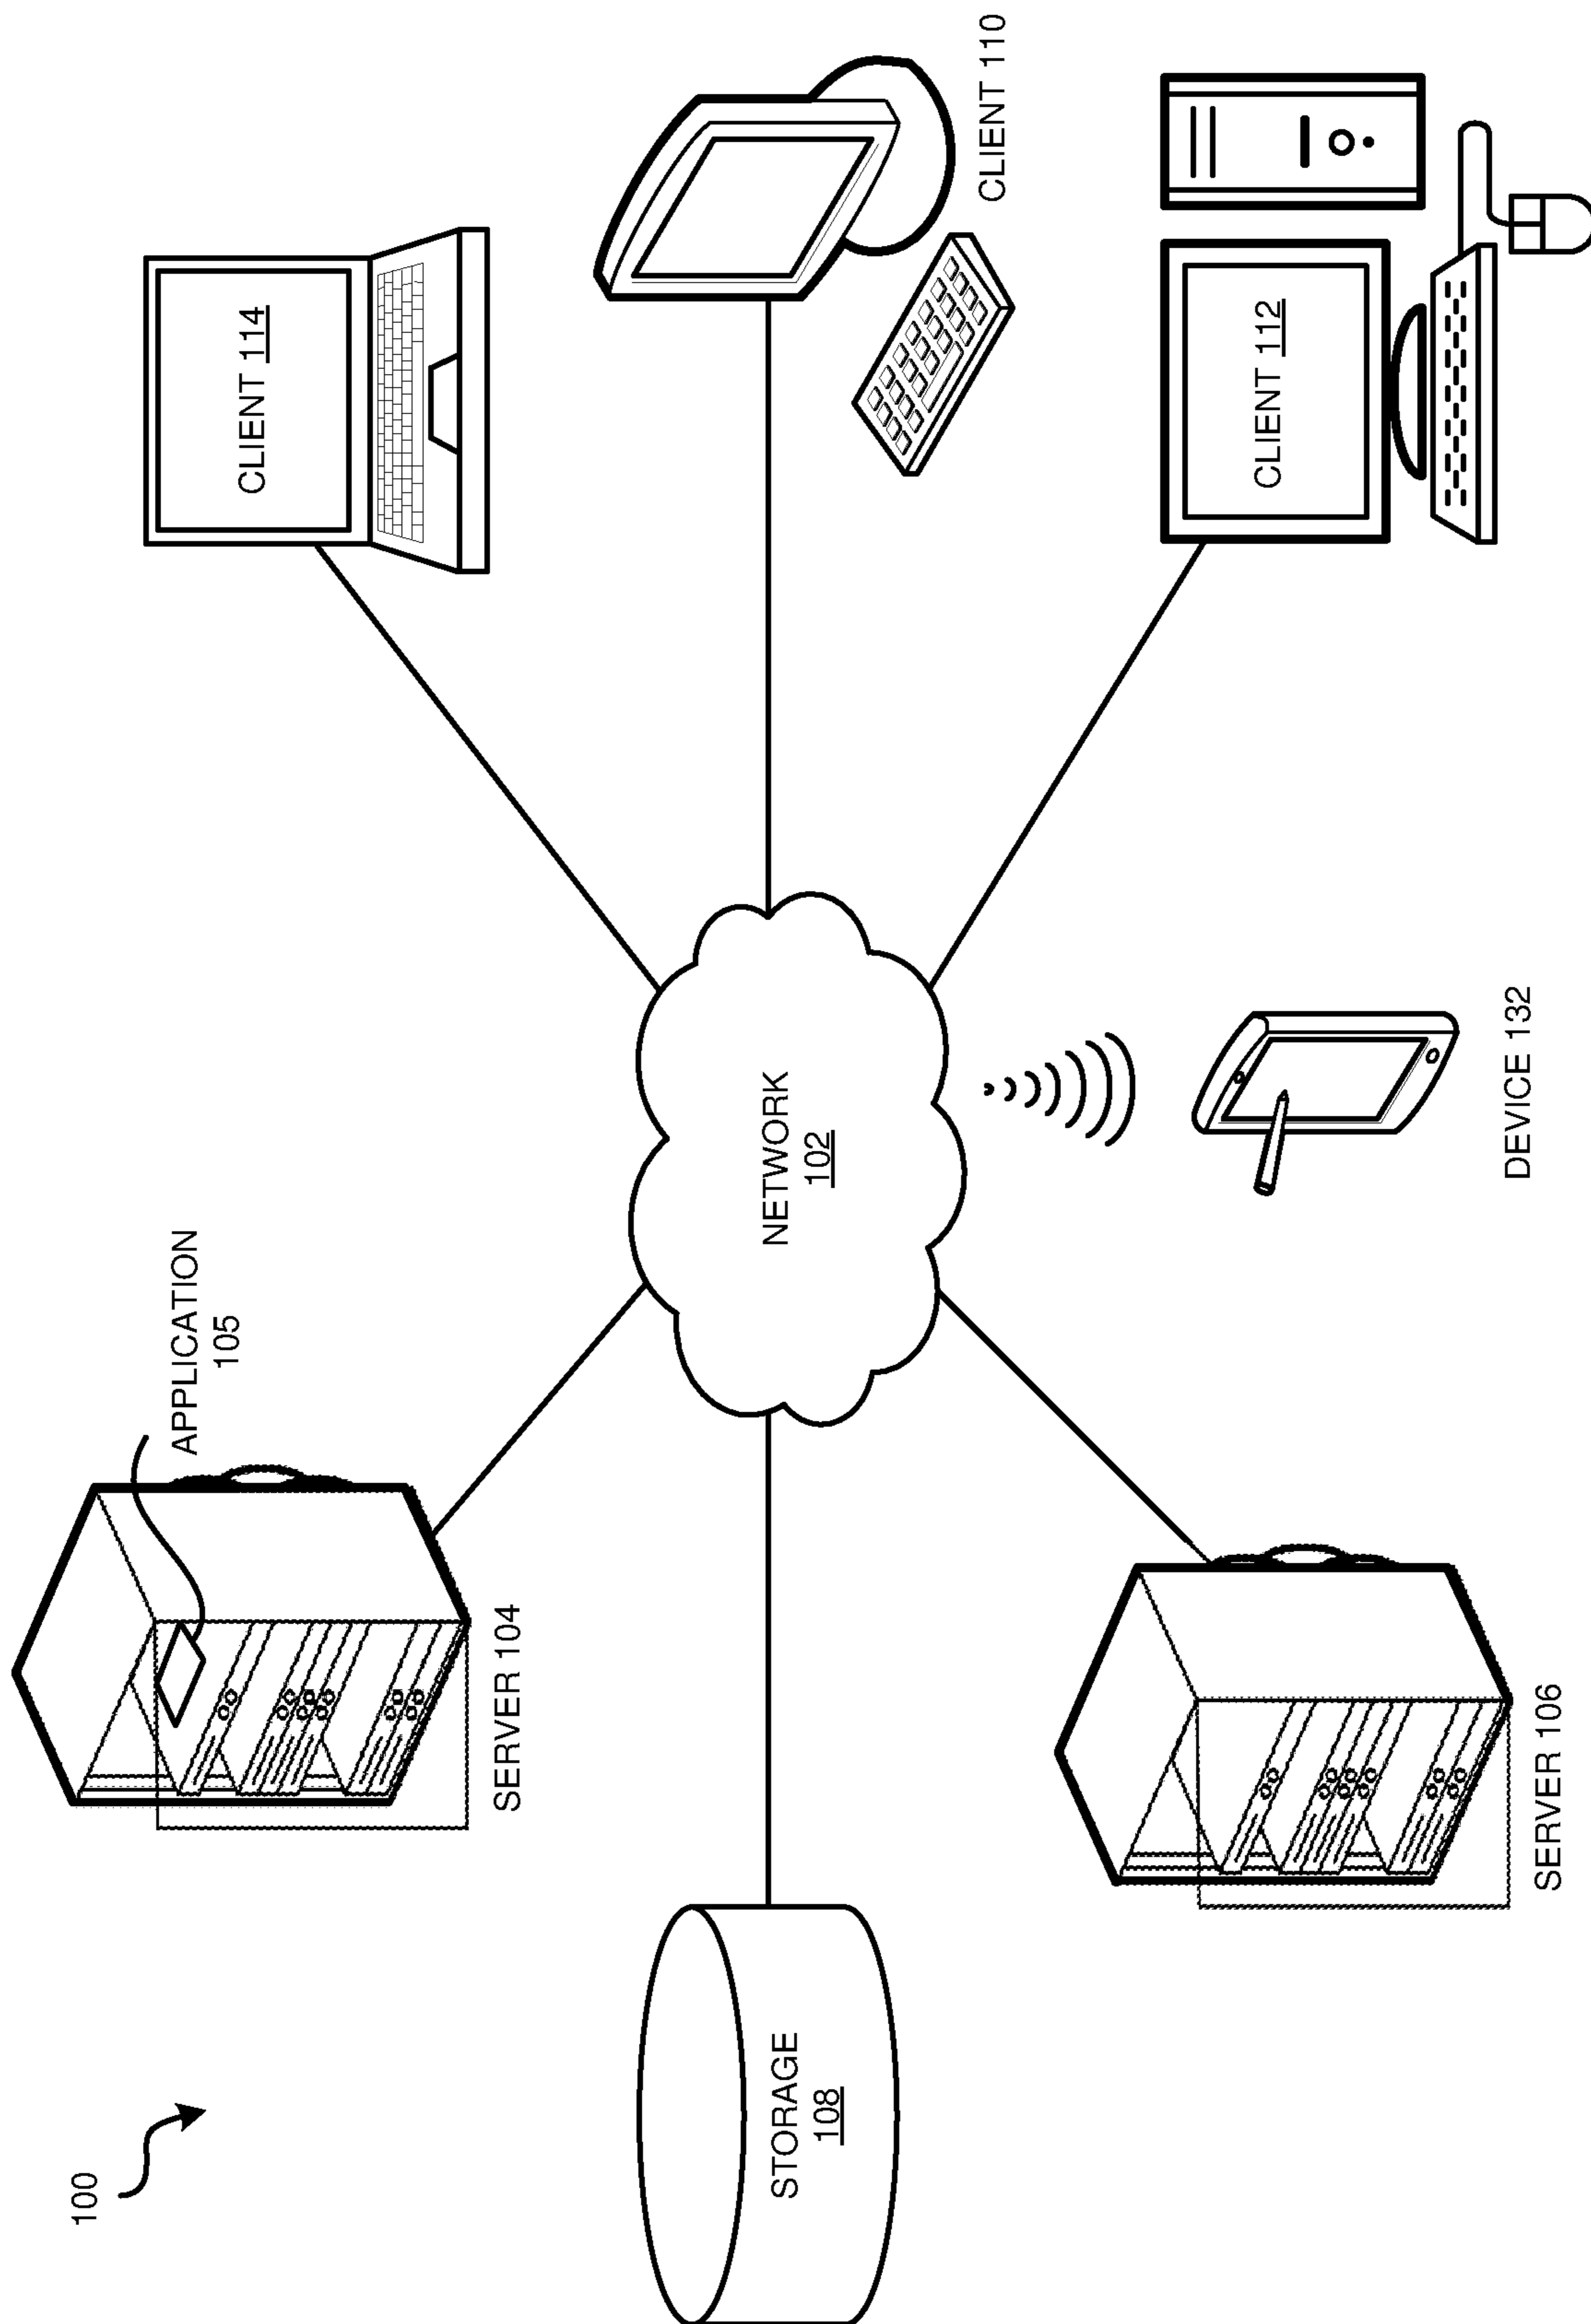 100
APPLICATION
105
SERVER 104
CLIENT 114
STORAGE
108
NETWORK
102
CLIENT 110
SERVER 106
DEVICE 132
CLIENT 112